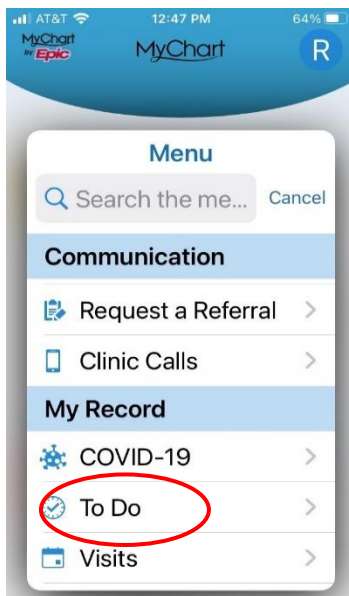 AT&T 12:47 PM 64%
MyChart
by Epic
MyChart
R
Menu
Search the me... Cancel
Communication
Request a Referral
Clinic Calls
My Record
COVID-19
To Do
Visits